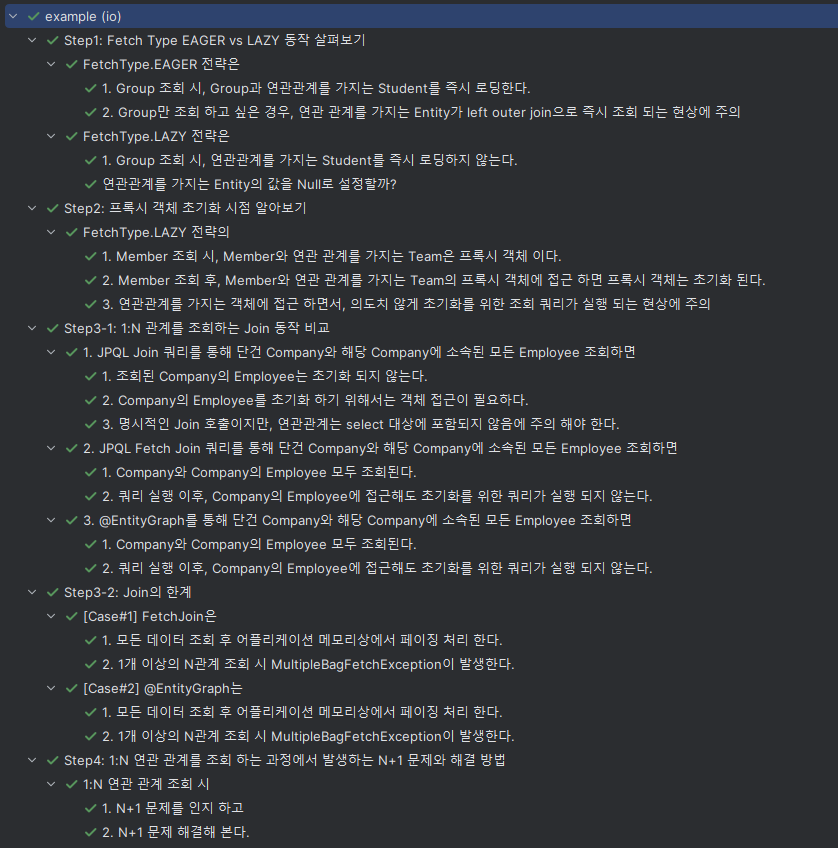 example (io)
Step1: Fetch Type EAGER vs LAZY 동작 살펴보기
FetchType.EAGER 전략은
1. Group 조회 시, Group과 연관관계를 가지는 Student를 즉시 로딩한다.
2. Group만 조회 하고 싶은 경우, 연관 관계를 가지는 Entity가 left outer join으로 즉시 조회 되는 현상에 주의
FetchType.LAZY 전략은
1. Group 조회 시, 연관관계를 가지는 Student를 즉시 로딩하지 않는다.
연관관계를 가지는 Entity의 값을 Null로 설정할까?
Step2: 프록시 객체 초기화 시점 알아보기
FetchType.LAZY 전략의
1. Member 조회 시, Member와 연관 관계를 가지는 Team은 프록시 객체 이다.
2. Member 조회 후, Member와 연관 관계를 가지는 Team의 프록시 객체에 접근 하면 프록시 객체는 초기화 된다.
3. 연관관계를 가지는 객체에 접근 하면서, 의도치 않게 초기화를 위한 조회 쿼리가 실행 되는 현상에 주의
Step3-1: 1:N 관계를 조회하는 Join 동작 비교
1. JPQL Join 쿼리를 통해 단건 Company와 해당 Company에 소속된 모든 Employee 조회하면
1. 조회된 Company의 Employee는 초기화 되지 않는다.
2. Company의 Employee를 초기화 하기 위해서는 객체 접근이 필요하다.
3. 명시적인 Join 호출이지만, 연관관계는 select 대상에 포함되지 않음에 주의 해야 한다.
2. JPQL Fetch Join 쿼리를 통해 단건 Company와 해당 Company에 소속된 모든 Employee 조회하면
1. Company와 Company의 Employee 모두 조회된다.
2. 쿼리 실행 이후, Company의 Employee에 접근해도 초기화를 위한 쿼리가 실행 되지 않는다.
3. @EntityGraph를 통해 단건 Company와 해당 Company에 소속된 모든 Employee 조회하면
1. Company와 Company의 Employee 모두 조회된다.
2. 쿼리 실행 이후, Company의 Employee에 접근해도 초기화를 위한 쿼리가 실행 되지 않는다.
Step3-2: Join의 한계
[Case#1] FetchJoin은
1. 모든 데이터 조회 후 어플리케이션 메모리상에서 페이징 처리 한다.
2. 1개 이상의 N관계 조회 시 MultipleBagFetchException이 발생한다.
[Case#2] @EntityGraph는
1. 모든 데이터 조회 후 어플리케이션 메모리상에서 페이징 처리 한다.
2. 1개 이상의 N관계 조회 시 MultipleBagFetchException이 발생한다.
Step4: 1:N 연관 관계를 조회 하는 과정에서 발생하는 N+1 문제와 해결 방법
1:N 연관 관계 조회 시
1. N+1 문제를 인지 하고
2. N+1 문제 해결해 본다.